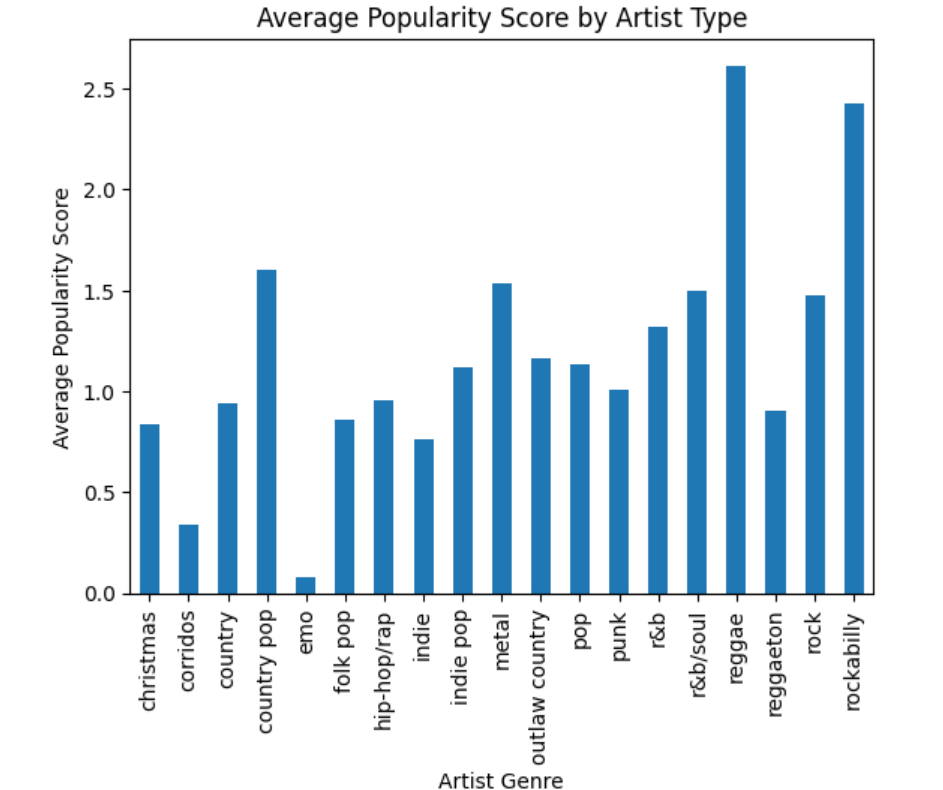 Average Popularity Score by Artist Type
Average Popularity Score
2.5
2.0
1.5
1.0
0.5
0.0
christmas
corridos
country
country pop
emo
folk pop
hip-hop/rap
indie
indie pop
metal
outlaw country
pop
punk
r&b
r&b/soul
reggae
reggaeton
rock
rockabilly
Artist Genre